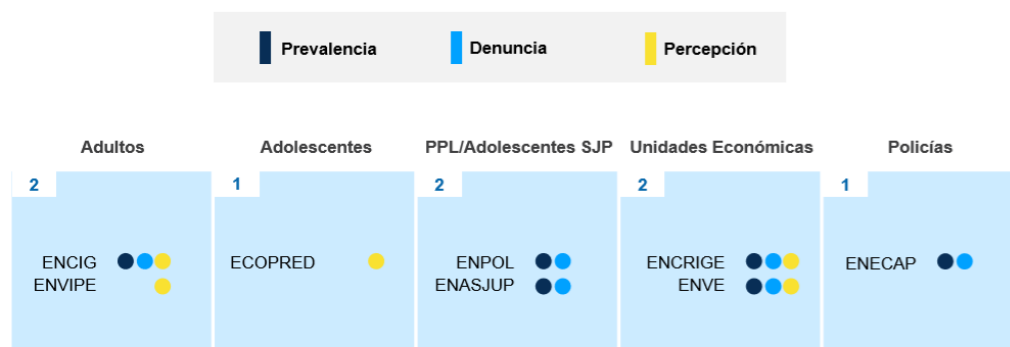 Prevalencia Denuncia Percepción
Adultos Adolescentes PPL/Adolescentes SJP Unidades Económicas Policías
2 1 2 2 1
ENCIG ECOPRED ENPOL ENCRIGE ENECAP
ENVIPE ENASJUP ENVE